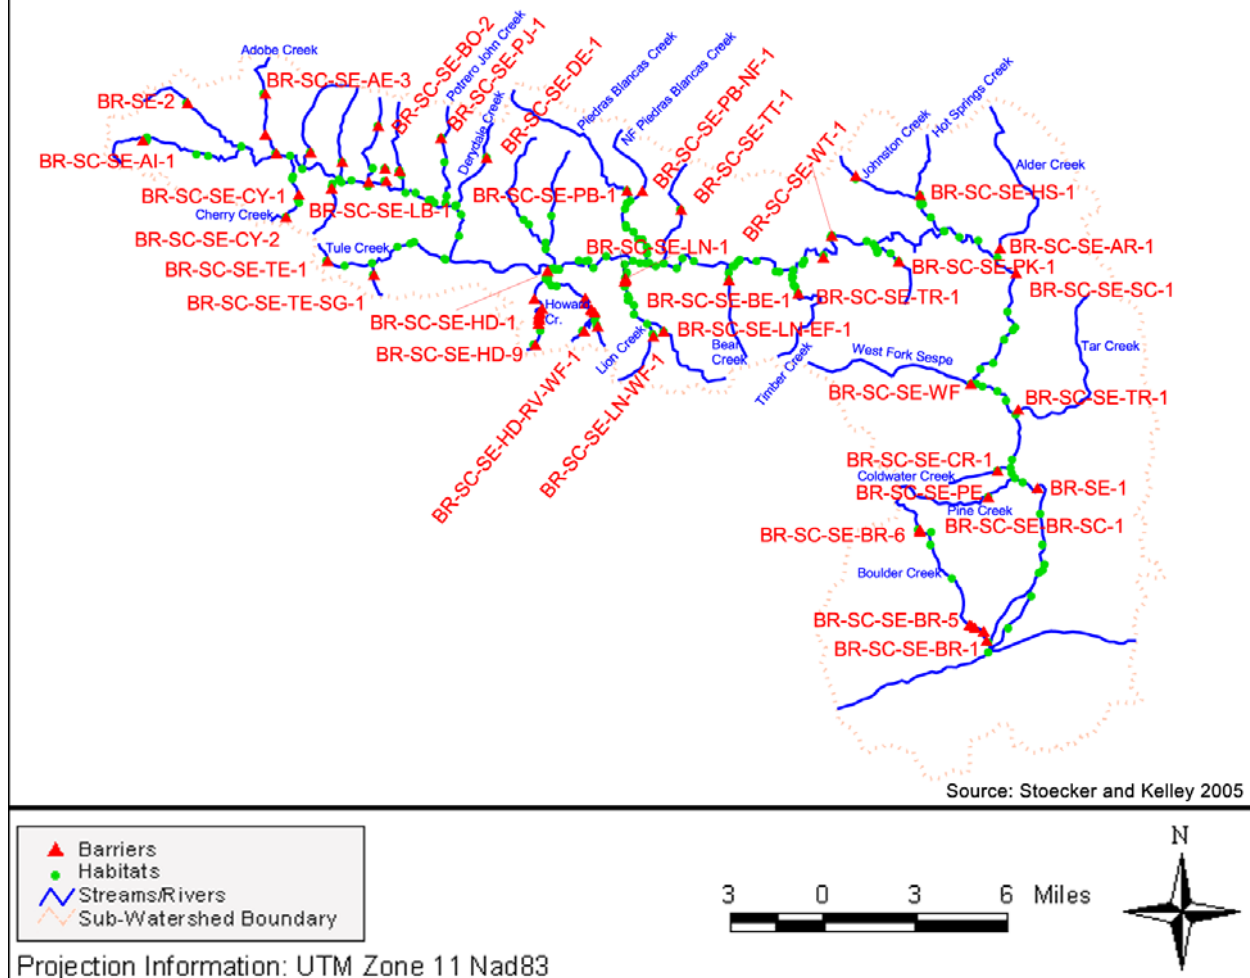 Adobe Creek
BR-SC-SE-AE-3
BR-SC-SE-BO-2
Potrero John Creek
BR-SC-SE-PJ-1
Derydale Creek
BR-SC-SE-DE-1
Piedras Blancas Creek
NF Piedras Blancas Creek
BR-SC-SE-PB-NF-1
BR-SC-SE-TT-1
BR-SC-SE-WT-1
Johnston Creek
Hot Springs Creek
Alder Creek
BR-SE-2
BR-SC-SE-AI-1
BR-SC-SE-CY-1
Cherry Creek
BR-SC-SE-LB-1
BR-SC-SE-PB-1
BR-SC-SE-HS-1
BR-SC-SE-CY-2
Tule Creek
BR-SC-SE-LN-1
BR-SC-SE-AR-1
BR-SC-SE-TE-1
BR-SC-SE-PK-1
BR-SC-SE-SC-1
BR-SC-SE-TE-SG-1
BR-SC-SE-BE-1
BR-SC-SE-TR-1
Howard
Cr.
BR-SC-SE-HD-1
BR-SC-SE-LN-EF-1
BR-SC-SE-HD-9
Lion Creek
Bear
Creek
Timber Creek
West Fork Sespe
Tar Creek
BR-SC-SE-HD-RV-WF-1
BR-SC-SE-LN-WF-1
BR-SC-SE-WF
BR-SC-SE-TR-1
BR-SC-SE-CR-1
Coldwater Creek
BR-SC-SE-PE
BR-SE-1
Pine Creek
BR-SC-SE-BR-SC-1
BR-SC-SE-BR-6
Boulder Creek
BR-SC-SE-BR-5
BR-SC-SE-BR-1
Source: Stoecker and Kelley 2005
Barriers
Habitats
Streams/Rivers
Sub-Watershed Boundary
3 0 3 6 Miles
N
Projection Information: UTM Zone 11 Nad83